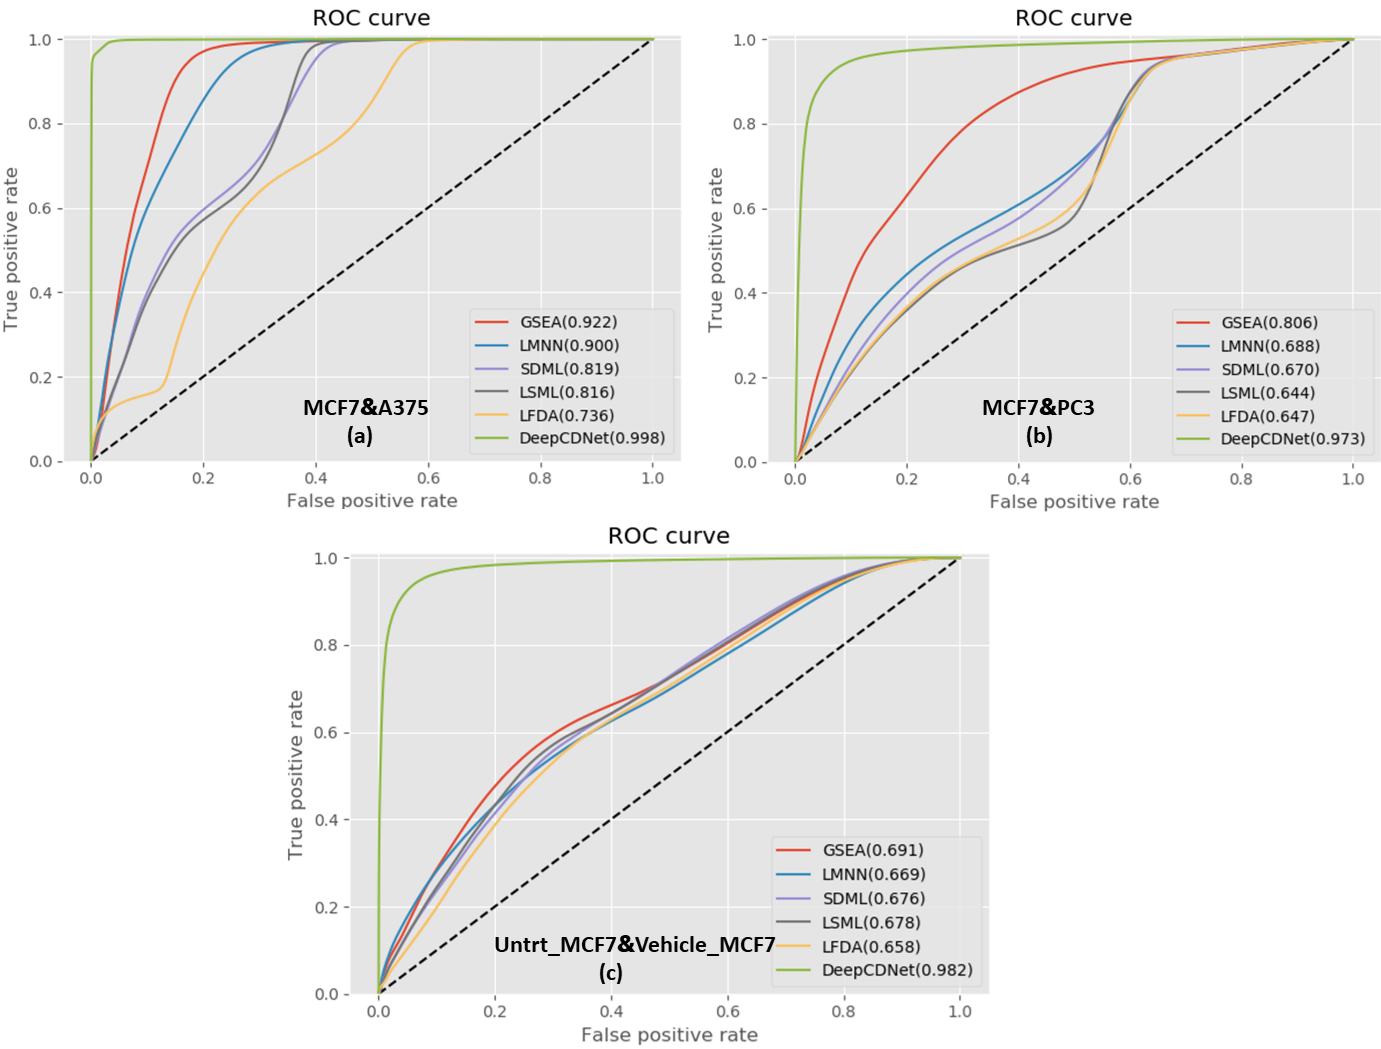 ROC curve
True positive rate
1.0
0.8
0.6
0.4
0.2
0.0
GSEA(0.922)
LMNN(0.900)
SDML(0.819)
LSML(0.816)
LFDA(0.736)
DeepCDNet(0.998)
MCF7&A375
(a)
0.0 0.2 0.4 0.6 0.8 1.0
False positive rate
ROC curve
True positive rate
1.0
0.8
0.6
0.4
0.2
0.0
GSEA(0.806)
LMNN(0.688)
SDML(0.670)
LSML(0.644)
LFDA(0.647)
DeepCDNet(0.973)
MCF7&PC3
(b)
0.0 0.2 0.4 0.6 0.8 1.0
False positive rate
ROC curve
True positive rate
1.0
0.8
0.6
0.4
0.2
0.0
GSEA(0.691)
LMNN(0.669)
SDML(0.676)
LSML(0.678)
LFDA(0.658)
DeepCDNet(0.982)
Untrt_MCF7&Vehicle_MCF7
(c)
0.0 0.2 0.4 0.6 0.8 1.0
False positive rate